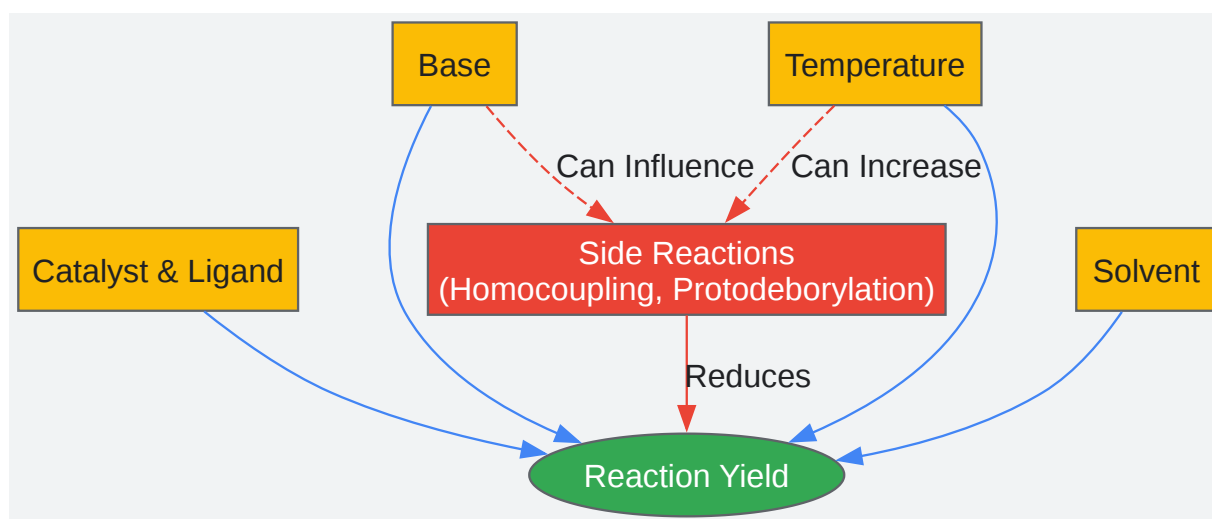 Base
Temperature
Can Influence
Can Increase
Catalyst & Ligand
Side Reactions
(Homocoupling, Protodeborylation)
Solvent
Reduces
Reaction Yield